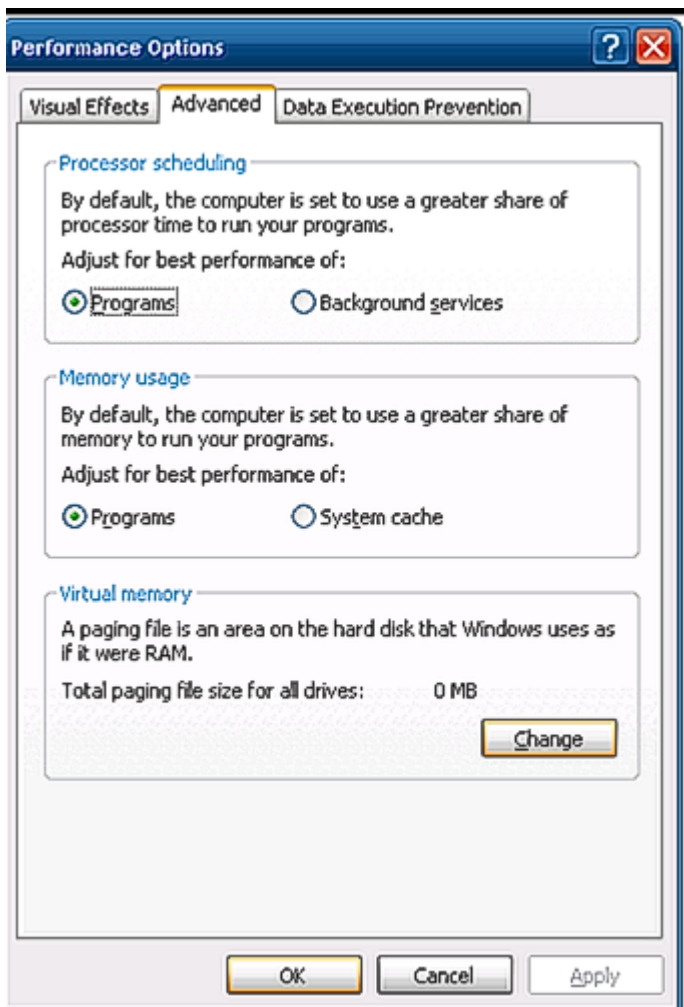 Performance Options
?
Visual Effects Advanced Data Execution Prevention
Processor scheduling
By default, the computer is set to use a greater share of
processor time to run your programs.
Adjust for best performance of:
Programs Background services
Memory usage
By default, the computer is set to use a greater share of
memory to run your programs.
Adjust for best performance of:
Programs System cache
Virtual memory
A paging file is an area on the hard disk that Windows uses as
if it were RAM.
Total paging file size for all drives: 0 MB
Change
OK Cancel Apply